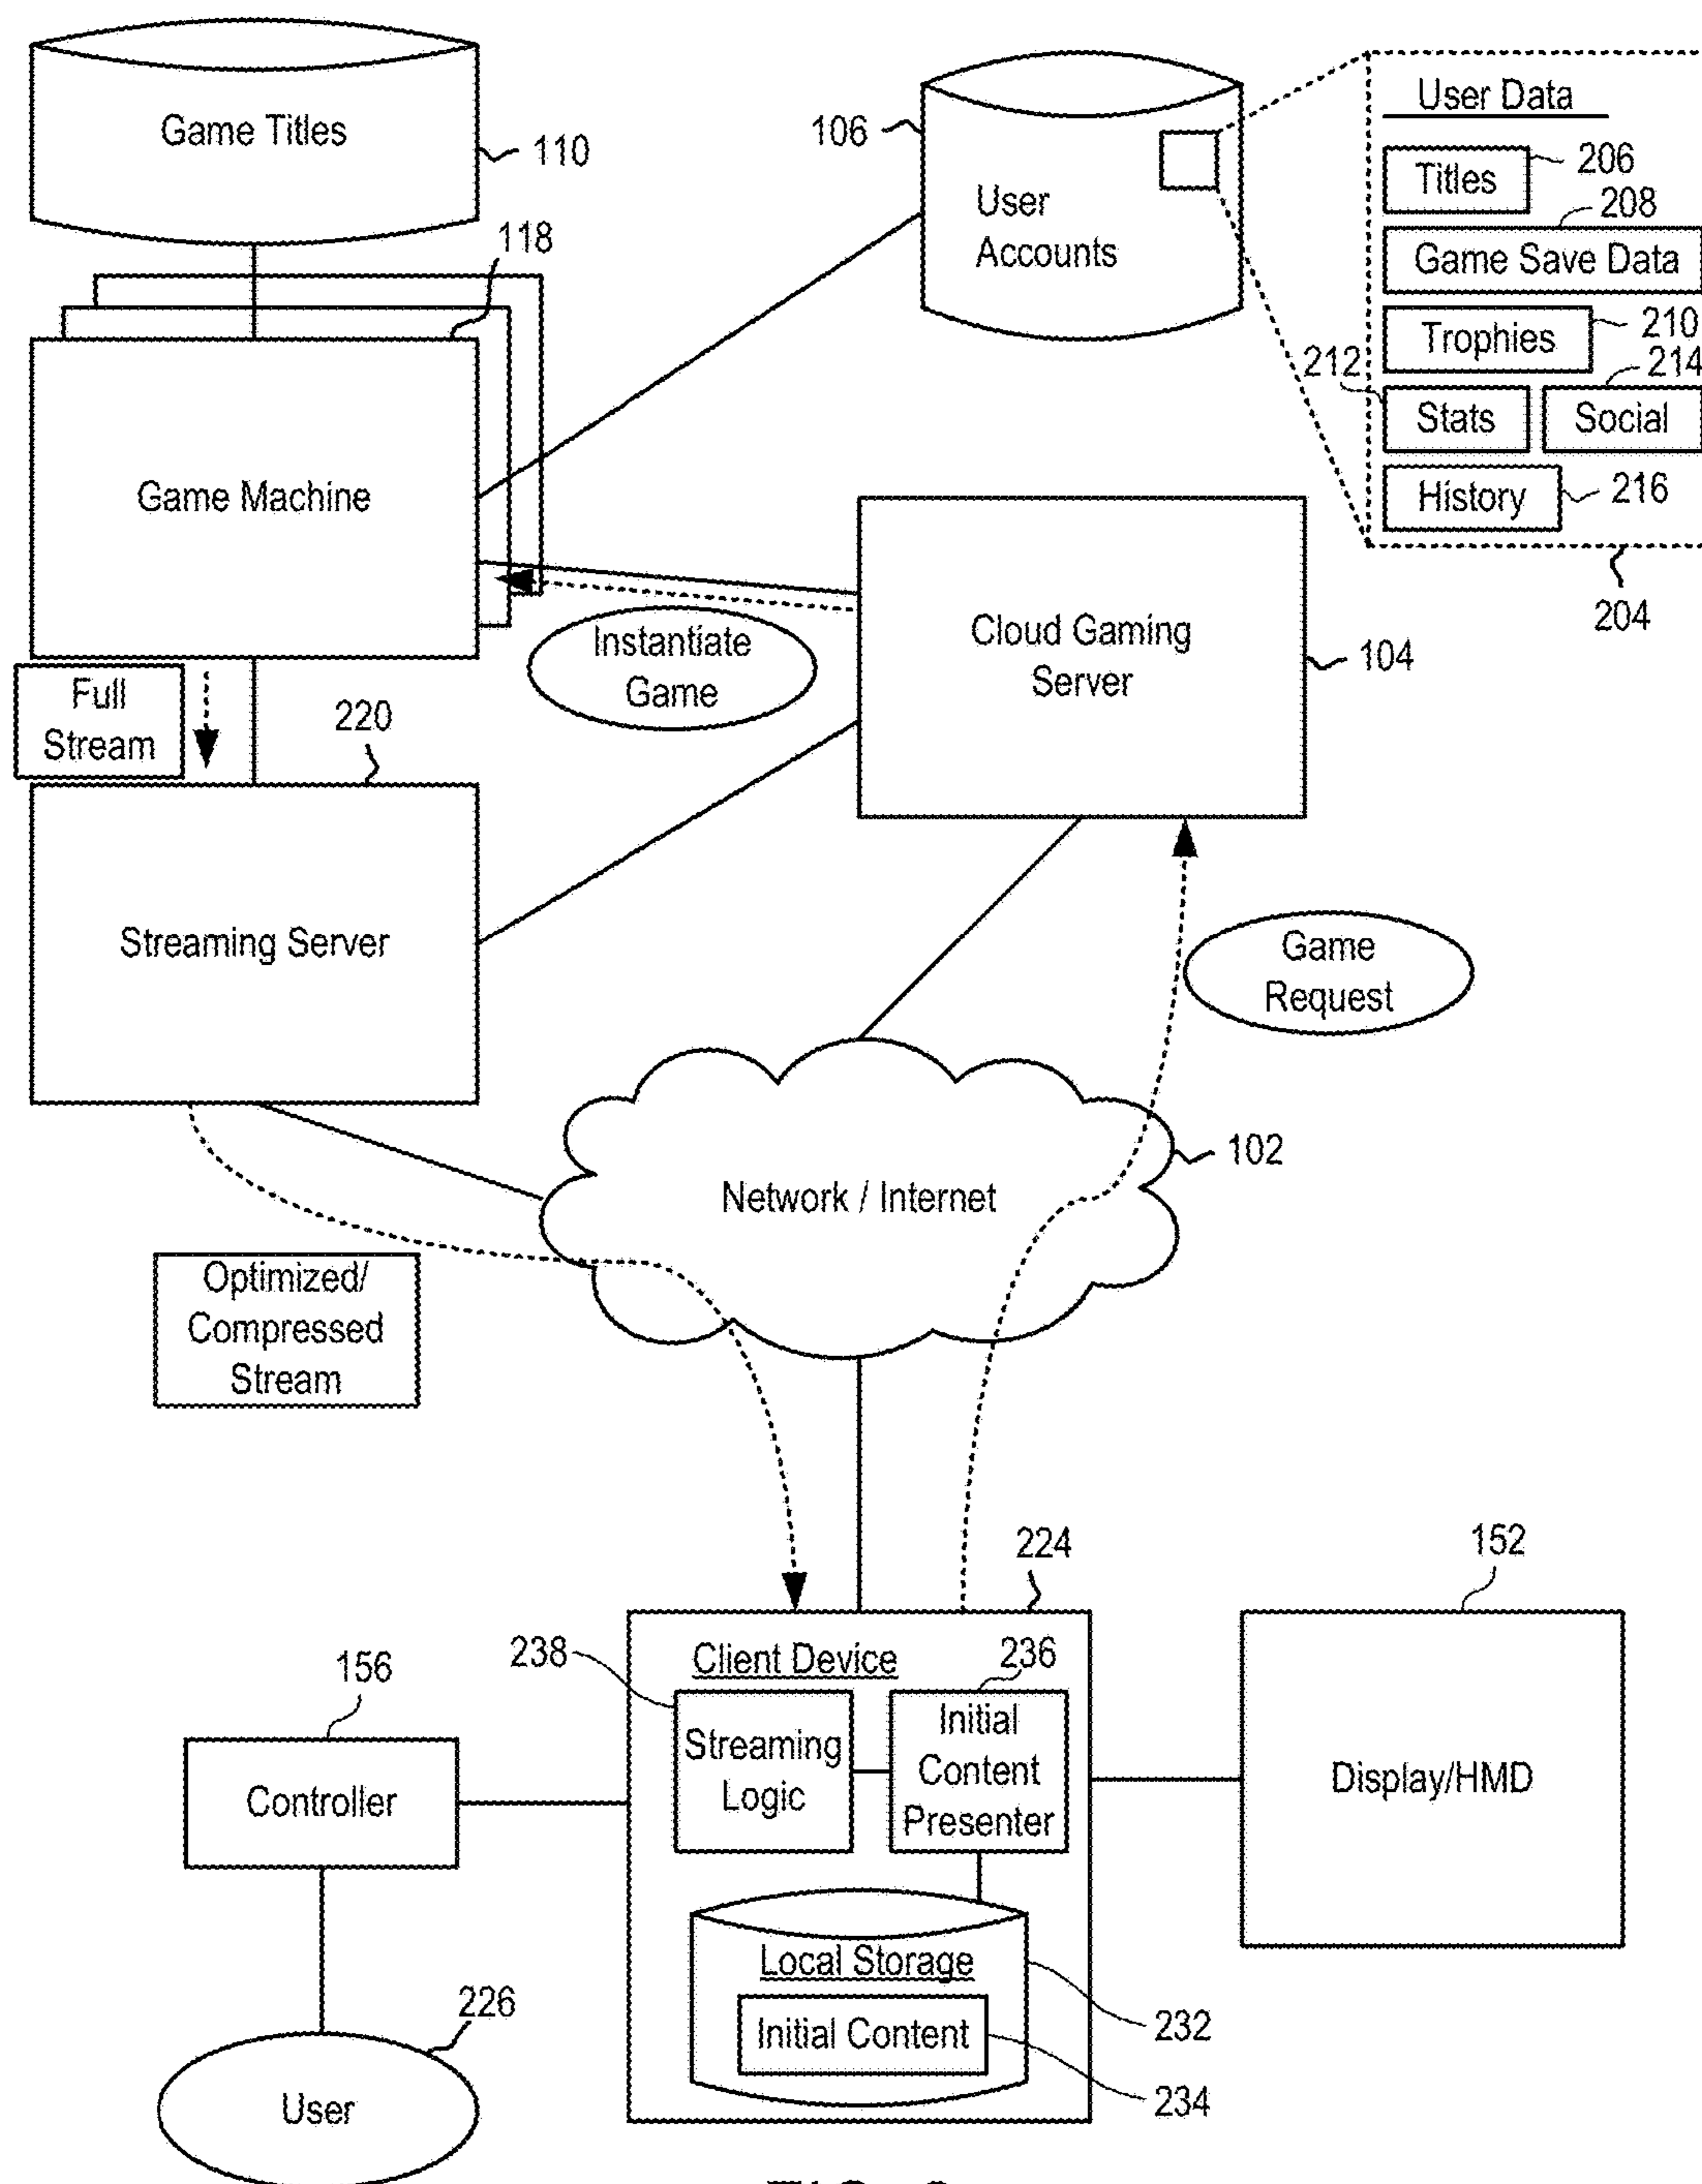 Game Titles
110
106
User
Accounts
User Data
Titles
206
208
Game Save Data
Trophies
210
212
214
Stats
Social
History
216
204
118
Game Machine
Instantiate
Game
Cloud Gaming
Server
104
Full
Stream
220
Streaming Server
Game
Request
102
Network / Internet
Optimized/
Compressed
Stream
224
152
Client Device
238
236
Streaming
Logic
Initial
Content
Presenter
156
Controller
Display/HMD
Local Storage
Initial Content
232
234
226
User